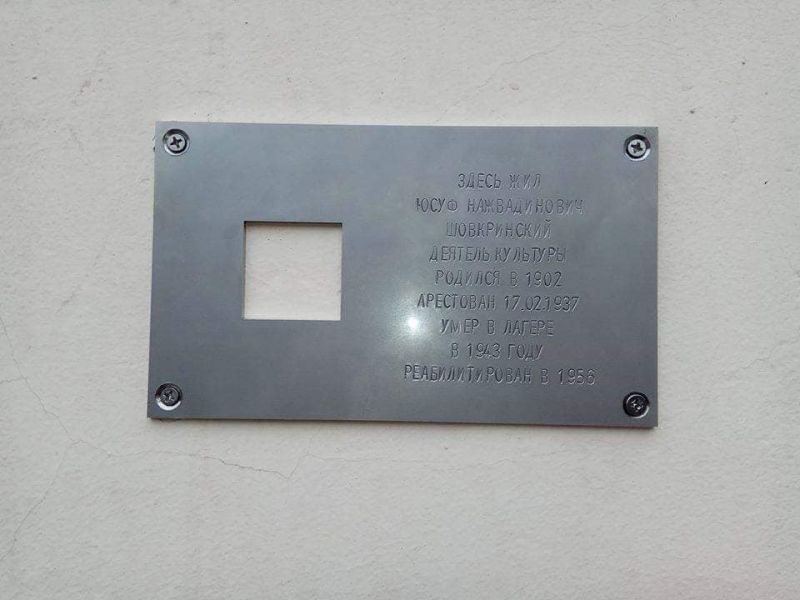 ЗДЕСЬ ЖИЛ
ЮСУФ НАЖВАДИНОВИЧ
ШОВКРИНСКИЙ
ДЕЯТЕЛЬ КУЛЬТУРЫ
РОДИЛСЯ В 1902
АРЕСТОВАН 17.02.1937
УМЕР В ЛАГЕРЕ
В 1943 ГОДУ
РЕАБИЛИТИРОВАН В 1956